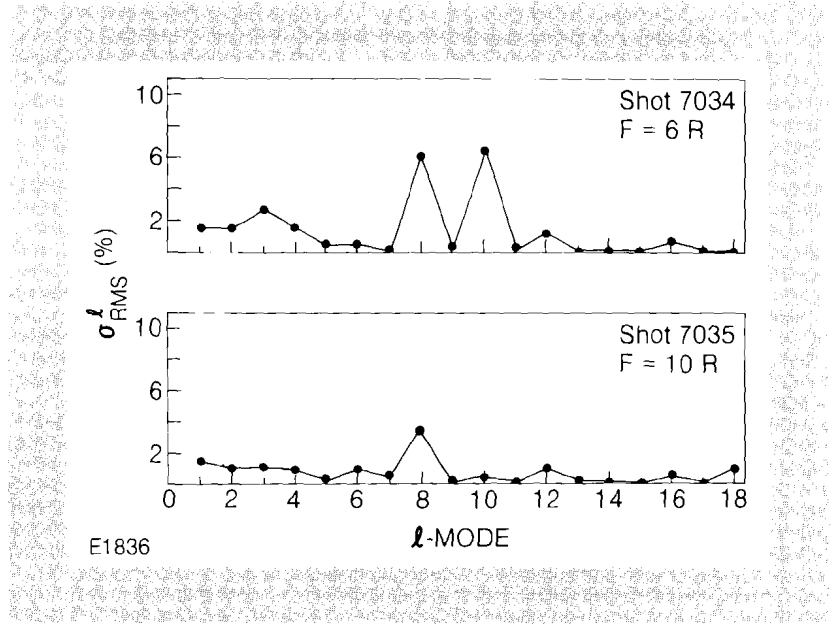 10
6
2
Shot 7034
F = 6 R
σℓRMS (%)
10
6
2
Shot 7035
F = 10 R
0 2 4 6 8 10 12 14 16 18
ℓ-MODE
E1836